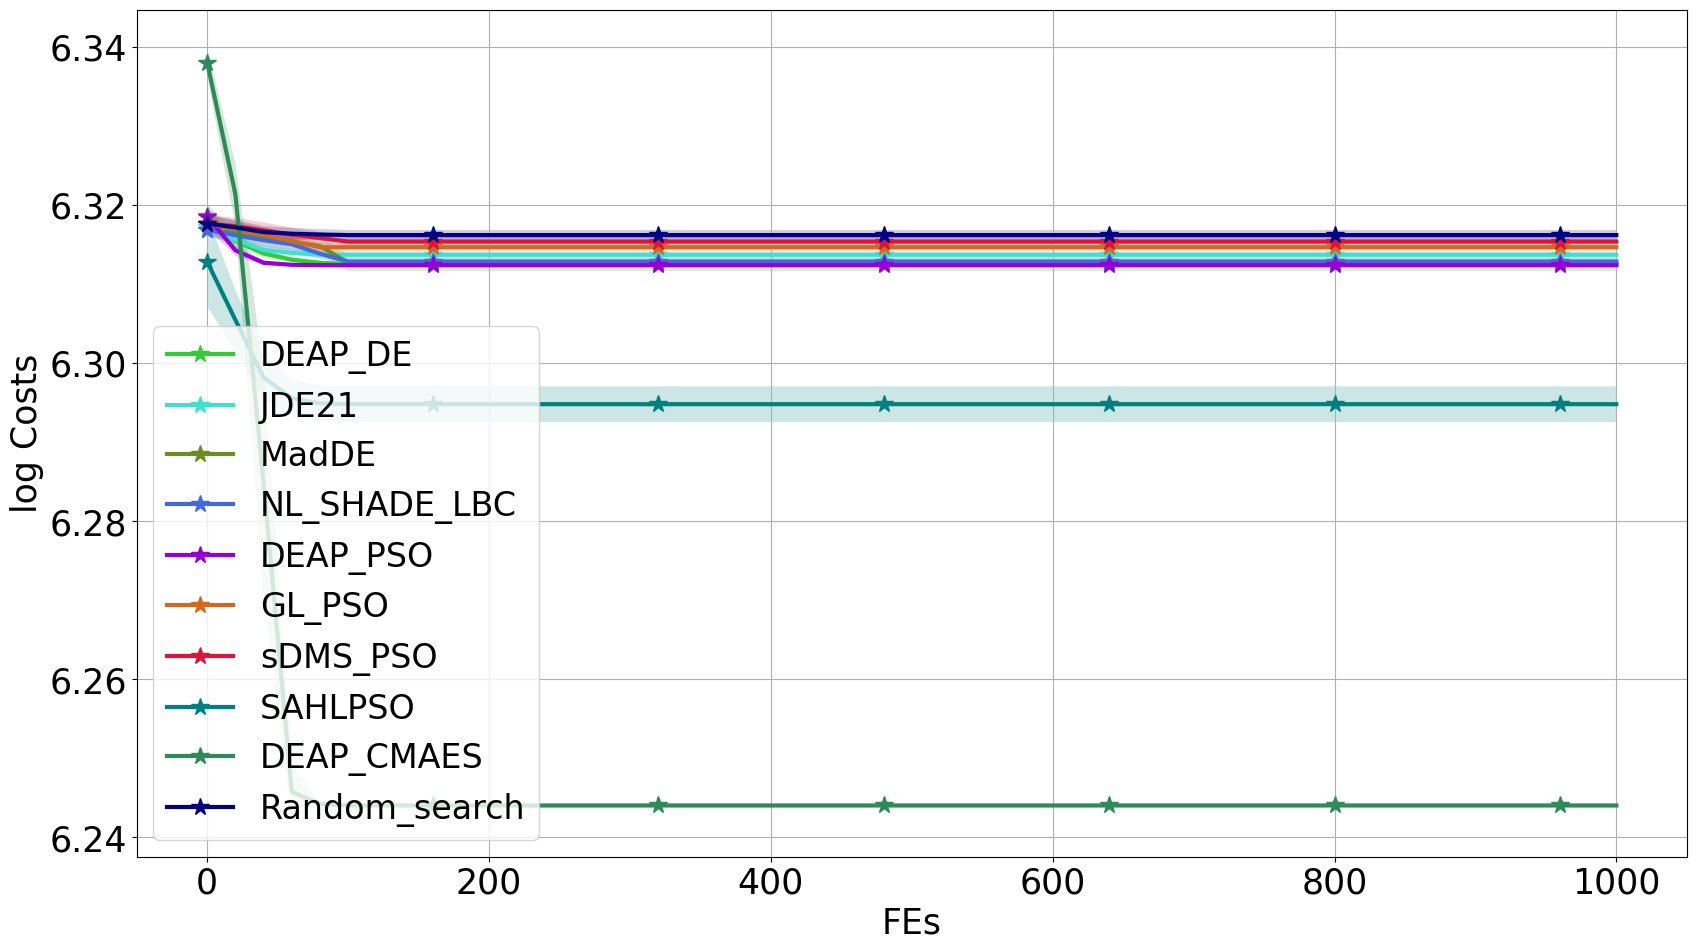 6.34
6.32
6.30
6.28
6.26
6.24
log Costs
DEAP_DE
JDE21
MadDE
NL_SHADE_LBC
DEAP_PSO
GL_PSO
sDMS_PSO
SAHLPSO
DEAP_CMAES
Random_search
0 200 400 600 800 1000
FEs